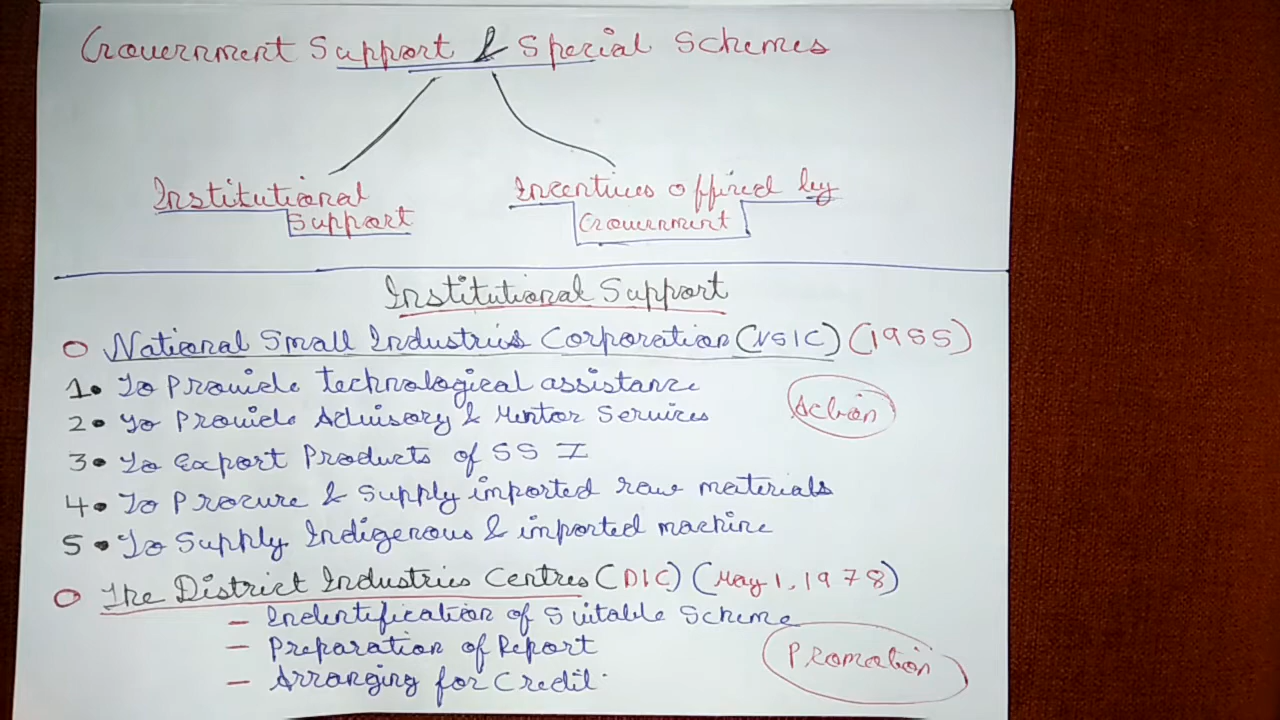 Government Support & Special Schemes
Institutional Support
Incentives offired by Government
Institutional Support
National Small Industries Corporation (NSIC) (1955)
1. To Provide technological assistance
Action
2. To Provide Advisory & Mentor Services
3. To Export Products of SSI
4. To Procure & Supply imported raw materials
5. To Supply Indigenous & imported machine
The District Industries Centres (DIC) (May 1, 1978)
– Indentification of Suitable Scheme
– Preparation of Report
Promotion
– Arranging for Credit.